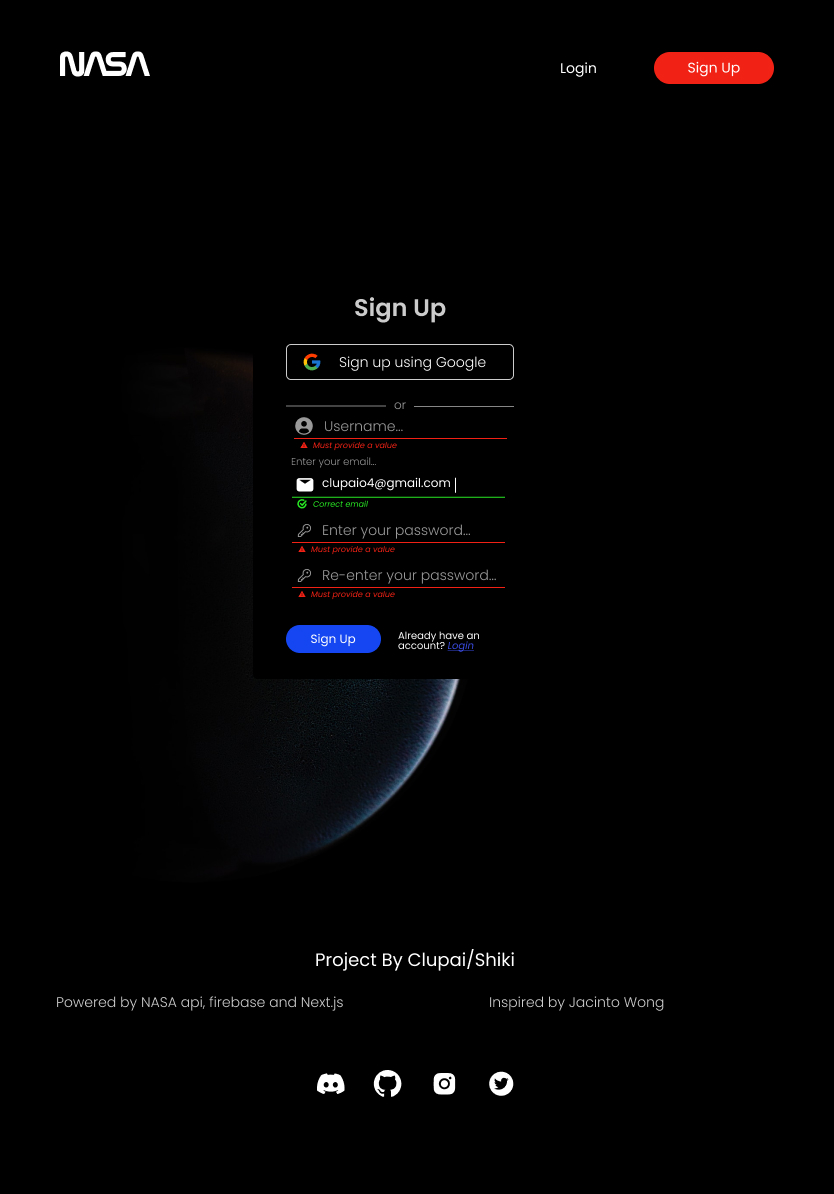 NASA
Login
Sign Up
Sign Up
Sign up using Google
or
Username...
Must provide a value
Enter your email...
clupaio4@gmail.com
Correct email
Enter your password...
Must provide a value
Re-enter your password...
Must provide a value
Sign Up
Already have an
account? Login
Project By Clupai/Shiki
Powered by NASA api, firebase and Next.js
Inspired by Jacinto Wong